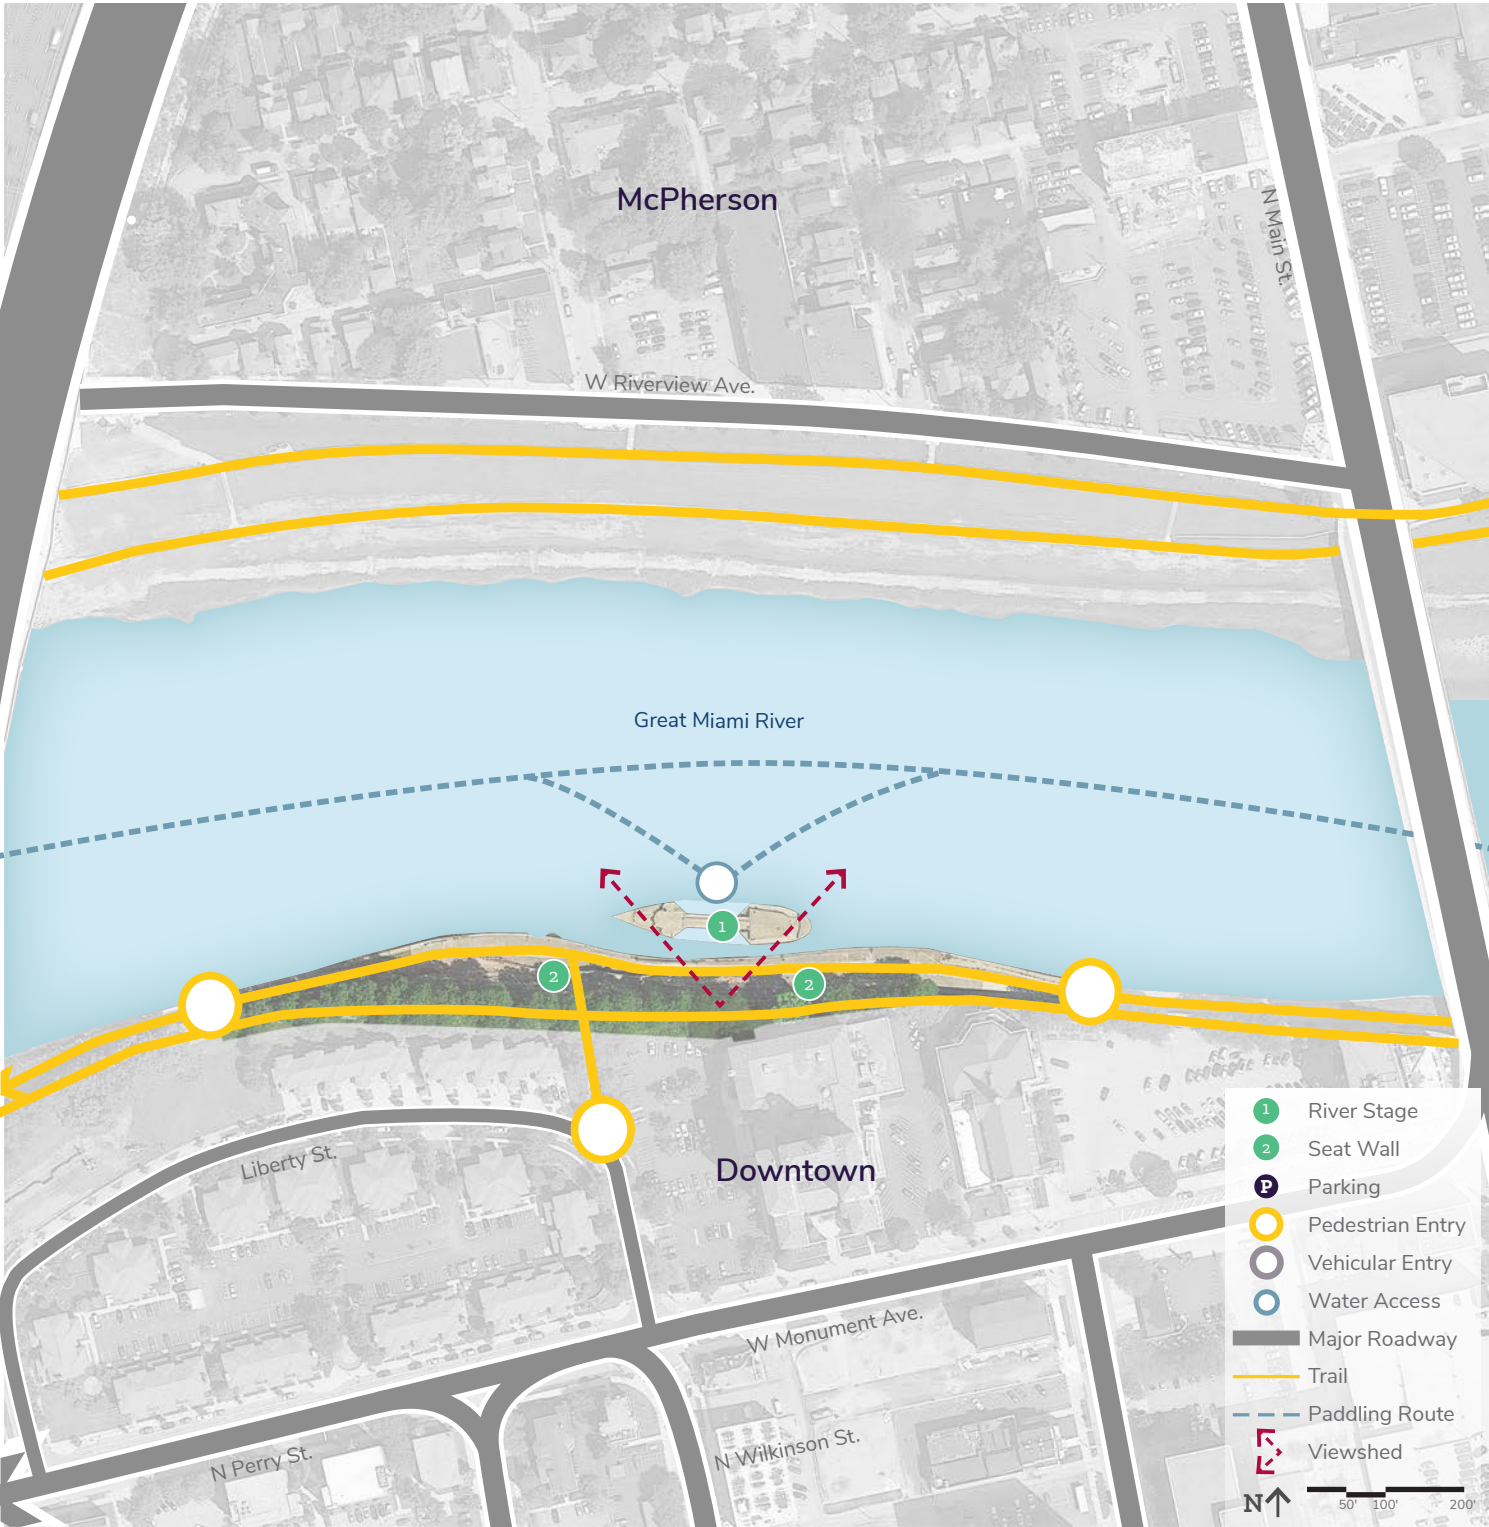 McPherson
N Main St.
W Riverview Ave.
Great Miami River
1
2
2
Liberty St.
Downtown
W Monument Ave.
N Perry St.
N Wilkinson St.
1 River Stage
2 Seat Wall
P Parking
Pedestrian Entry
Vehicular Entry
Water Access
Major Roadway
Trail
Paddling Route
Viewshed
N 50' 100' 200'